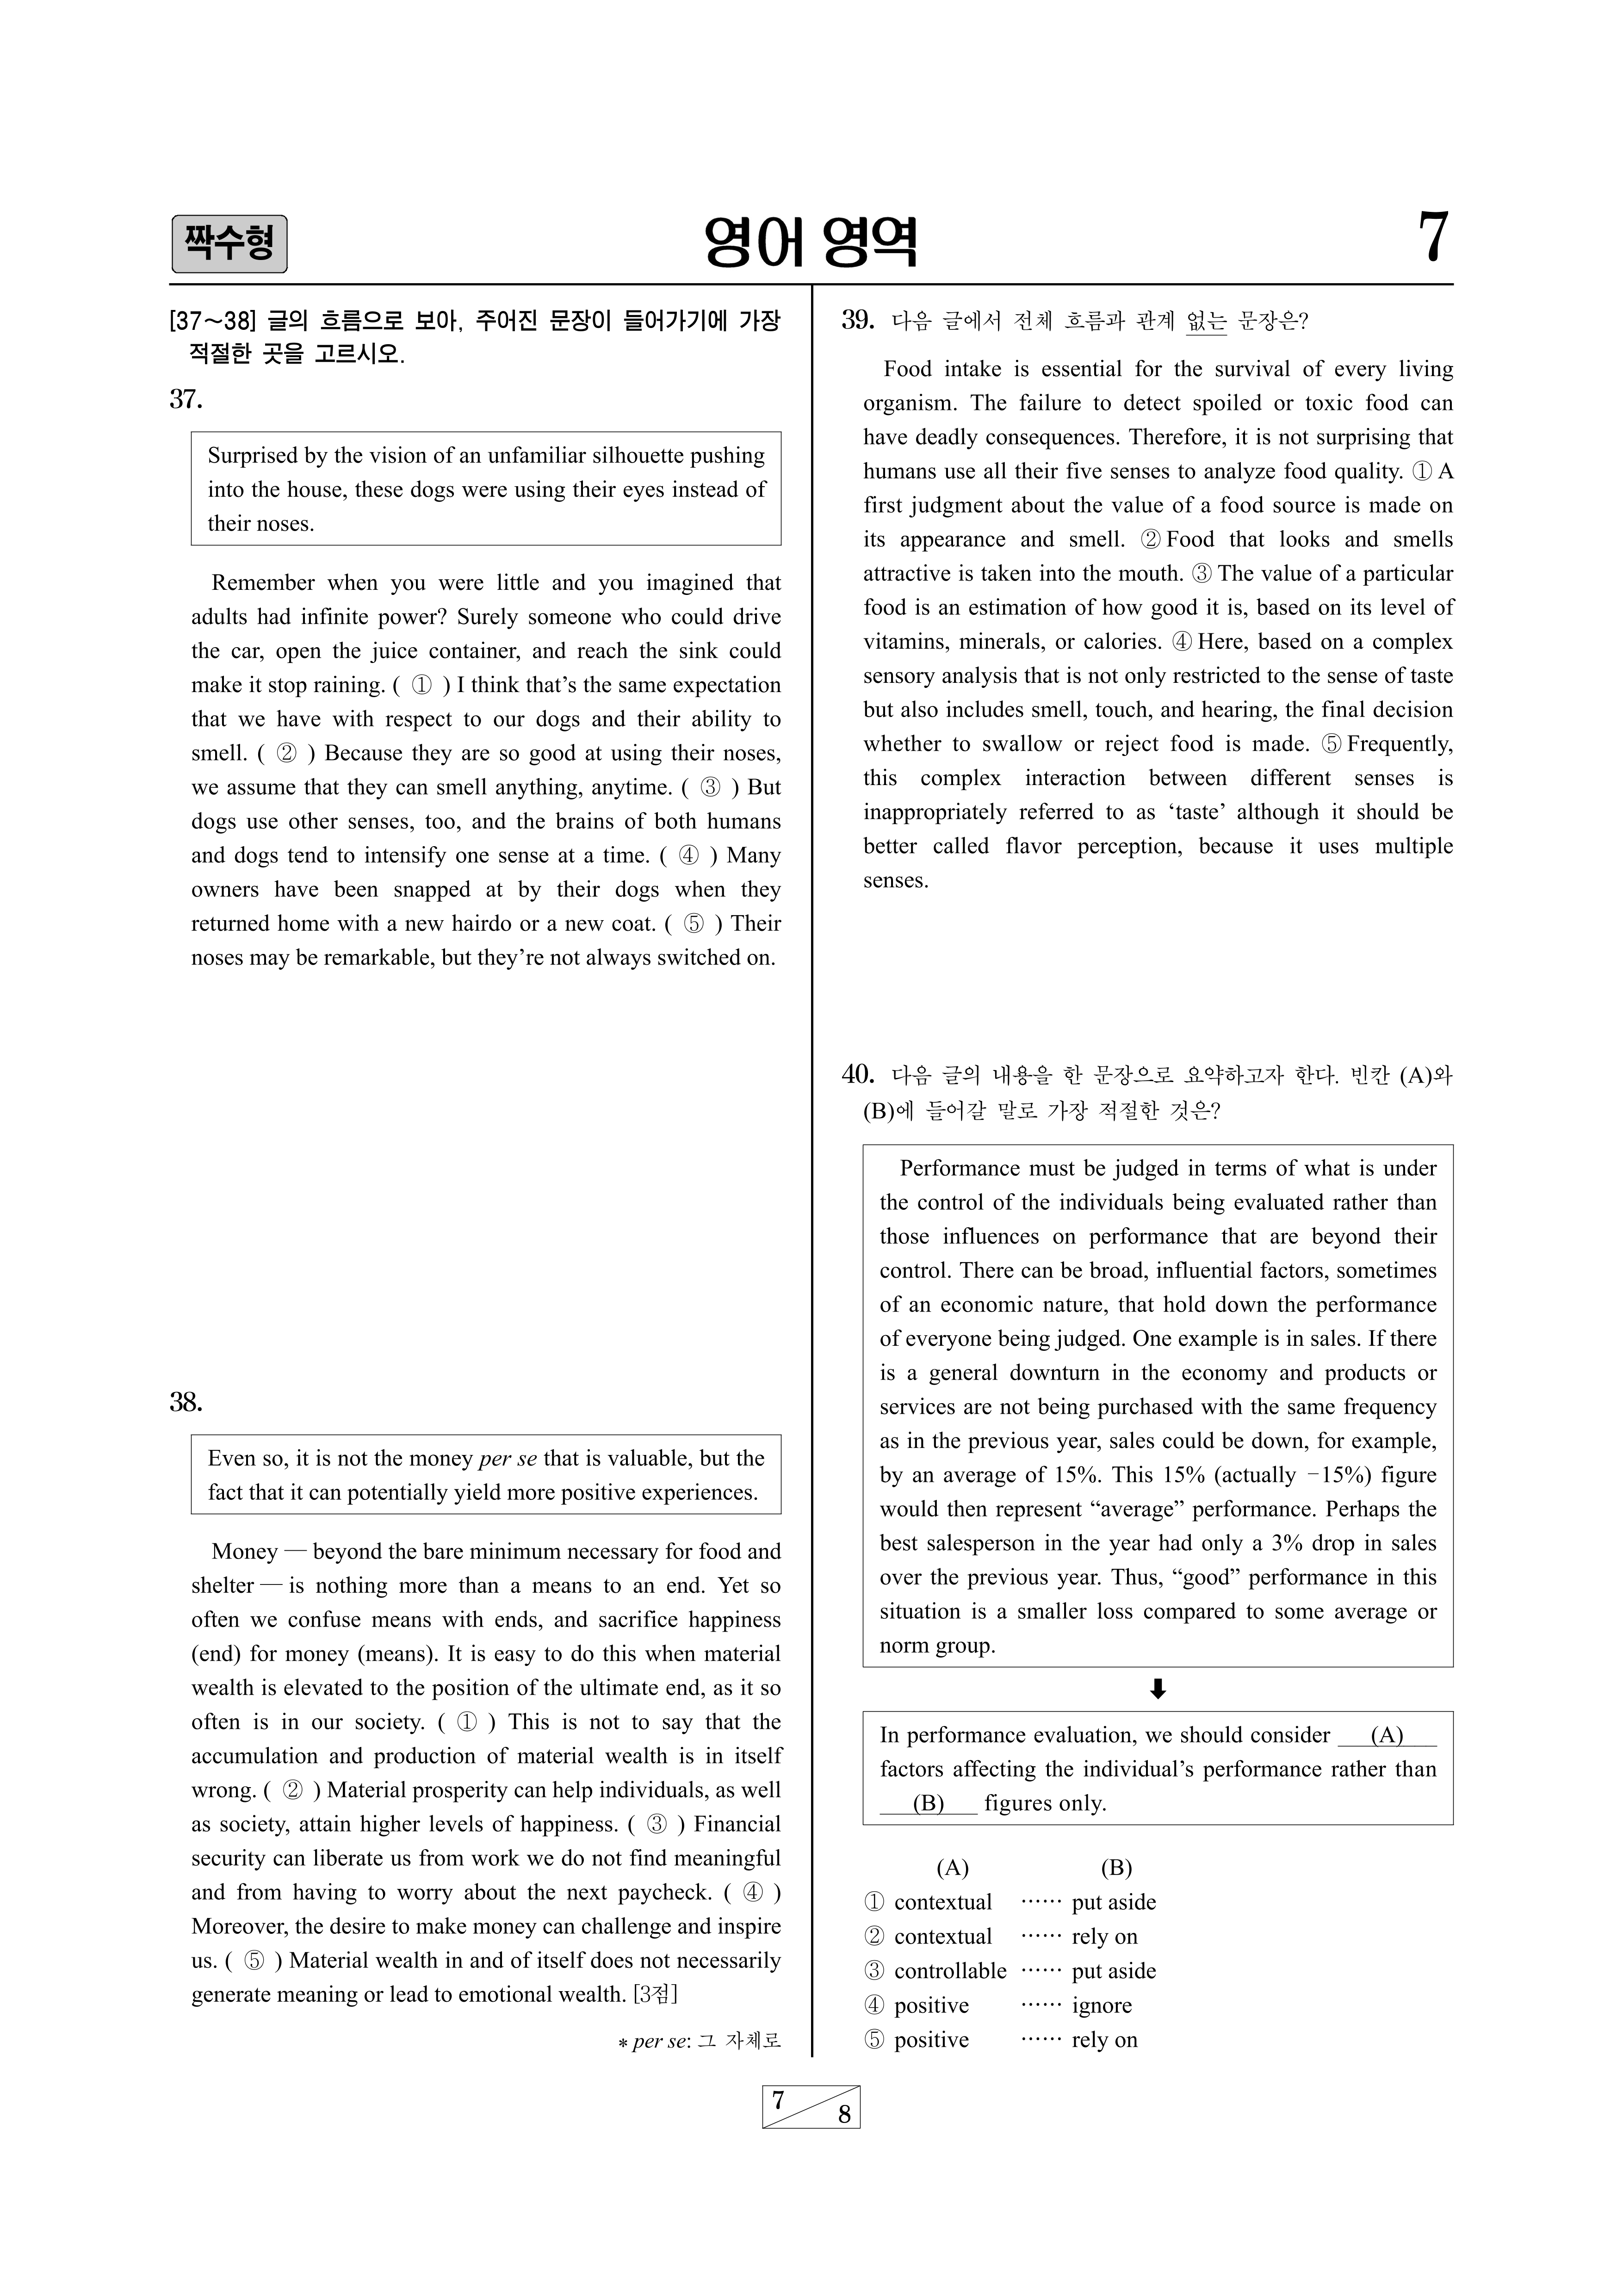 짝수형
영어 영역
7
[37~38] 글의 흐름으로 보아, 주어진 문장이 들어가기에 가장
적절한 곳을 고르시오.
37.
Surprised by the vision of an unfamiliar silhouette pushing
into the house, these dogs were using their eyes instead of
their noses.
Remember when you were little and you imagined that
adults had infinite power? Surely someone who could drive
the car, open the juice container, and reach the sink could
make it stop raining. ( ① ) I think that’s the same expectation
that we have with respect to our dogs and their ability to
smell. ( ② ) Because they are so good at using their noses,
we assume that they can smell anything, anytime. ( ③ ) But
dogs use other senses, too, and the brains of both humans
and dogs tend to intensify one sense at a time. ( ④ ) Many
owners have been snapped at by their dogs when they
returned home with a new hairdo or a new coat. ( ⑤ ) Their
noses may be remarkable, but they’re not always switched on.
38.
Even so, it is not the money per se that is valuable, but the
fact that it can potentially yield more positive experiences.
Money — beyond the bare minimum necessary for food and
shelter — is nothing more than a means to an end. Yet so
often we confuse means with ends, and sacrifice happiness
(end) for money (means). It is easy to do this when material
wealth is elevated to the position of the ultimate end, as it so
often is in our society. ( ① ) This is not to say that the
accumulation and production of material wealth is in itself
wrong. ( ② ) Material prosperity can help individuals, as well
as society, attain higher levels of happiness. ( ③ ) Financial
security can liberate us from work we do not find meaningful
and from having to worry about the next paycheck. ( ④ )
Moreover, the desire to make money can challenge and inspire
us. ( ⑤ ) Material wealth in and of itself does not necessarily
generate meaning or lead to emotional wealth. [3점]
* per se: 그 자체로
39. 다음 글에서 전체 흐름과 관계 없는 문장은?
Food intake is essential for the survival of every living
organism. The failure to detect spoiled or toxic food can
have deadly consequences. Therefore, it is not surprising that
humans use all their five senses to analyze food quality. ① A
first judgment about the value of a food source is made on
its appearance and smell. ② Food that looks and smells
attractive is taken into the mouth. ③ The value of a particular
food is an estimation of how good it is, based on its level of
vitamins, minerals, or calories. ④ Here, based on a complex
sensory analysis that is not only restricted to the sense of taste
but also includes smell, touch, and hearing, the final decision
whether to swallow or reject food is made. ⑤ Frequently,
this complex interaction between different senses is
inappropriately referred to as ‘taste’ although it should be
better called flavor perception, because it uses multiple
senses.
40. 다음 글의 내용을 한 문장으로 요약하고자 한다. 빈칸 (A)와
(B)에 들어갈 말로 가장 적절한 것은?
Performance must be judged in terms of what is under
the control of the individuals being evaluated rather than
those influences on performance that are beyond their
control. There can be broad, influential factors, sometimes
of an economic nature, that hold down the performance
of everyone being judged. One example is in sales. If there
is a general downturn in the economy and products or
services are not being purchased with the same frequency
as in the previous year, sales could be down, for example,
by an average of 15%. This 15% (actually −15%) figure
would then represent “average” performance. Perhaps the
best salesperson in the year had only a 3% drop in sales
over the previous year. Thus, “good” performance in this
situation is a smaller loss compared to some average or
norm group.
In performance evaluation, we should consider (A)
factors affecting the individual’s performance rather than
(B) figures only.
(A) (B)
① contextual …… put aside
② contextual …… rely on
③ controllable …… put aside
④ positive …… ignore
⑤ positive …… rely on
7
8